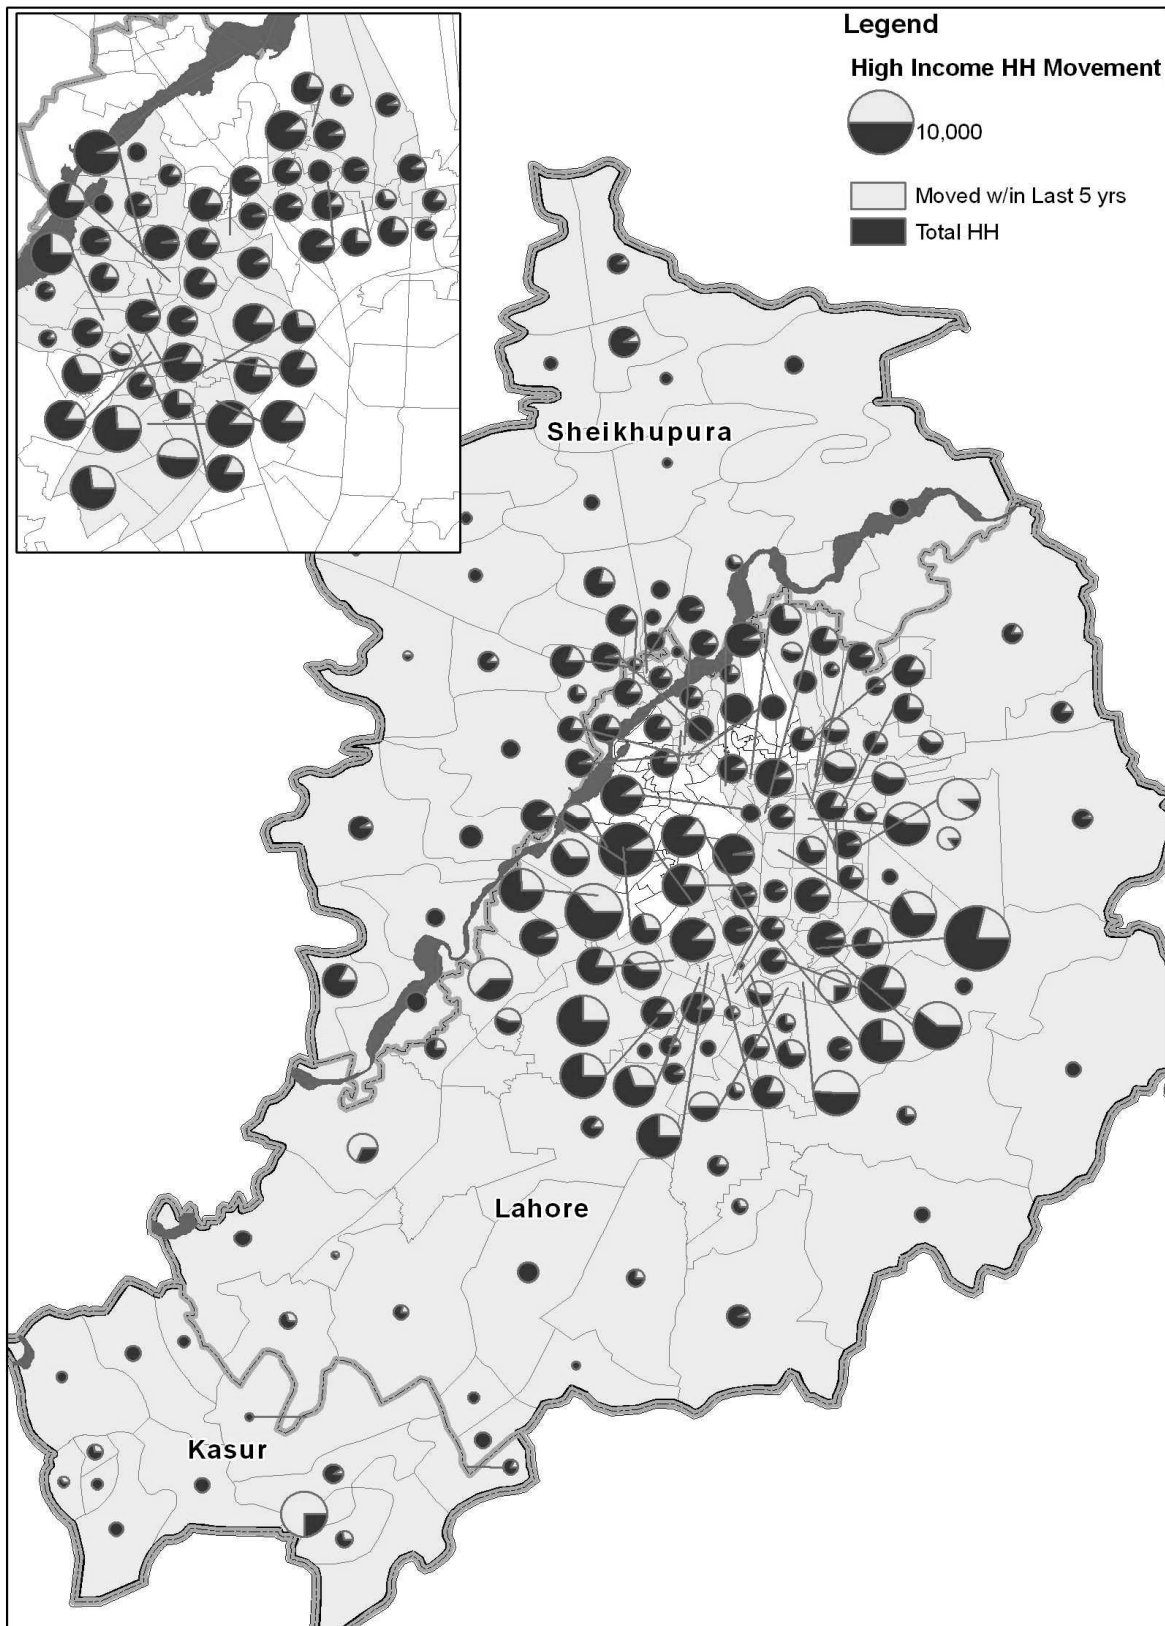 Legend
High Income HH Movement
10,000
Moved w/in Last 5 yrs
Total HH
Sheikhupura
Lahore
Kasur